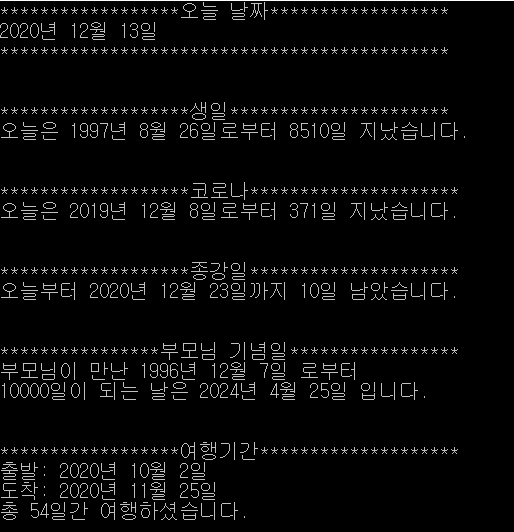 ******************오늘 날짜******************
2020년 12월 13일
*********************************************
*******************생일**********************
오늘은 1997년 8월 26일로부터 8510일 지났습니다.
*******************코로나*********************
오늘은 2019년 12월 8일로부터 371일 지났습니다.
*******************종강일*********************
오늘부터 2020년 12월 23일까지 10일 남았습니다.
****************부모님 기념일*****************
부모님이 만난 1996년 12월 7일 로부터
10000일이 되는 날은 2024년 4월 25일 입니다.
******************여행기간********************
출발: 2020년 10월 2일
도착: 2020년 11월 25일
총 54일간 여행하셨습니다.